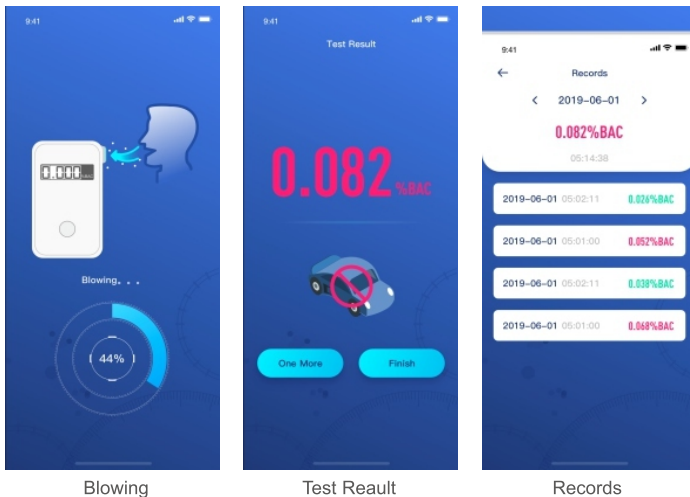 9:41
0.000
%BAC
Blowing...
44%
Blowing
9:41
Test Result
0.082 %BAC
One More
Finish
Test Reault
9:41
Records
2019-06-01
0.082%BAC
05:14:38
2019-06-01 05:02:11 0.026%BAC
2019-06-01 05:01:00 0.052%BAC
2019-06-01 05:02:11 0.038%BAC
2019-06-01 05:01:00 0.068%BAC
Records